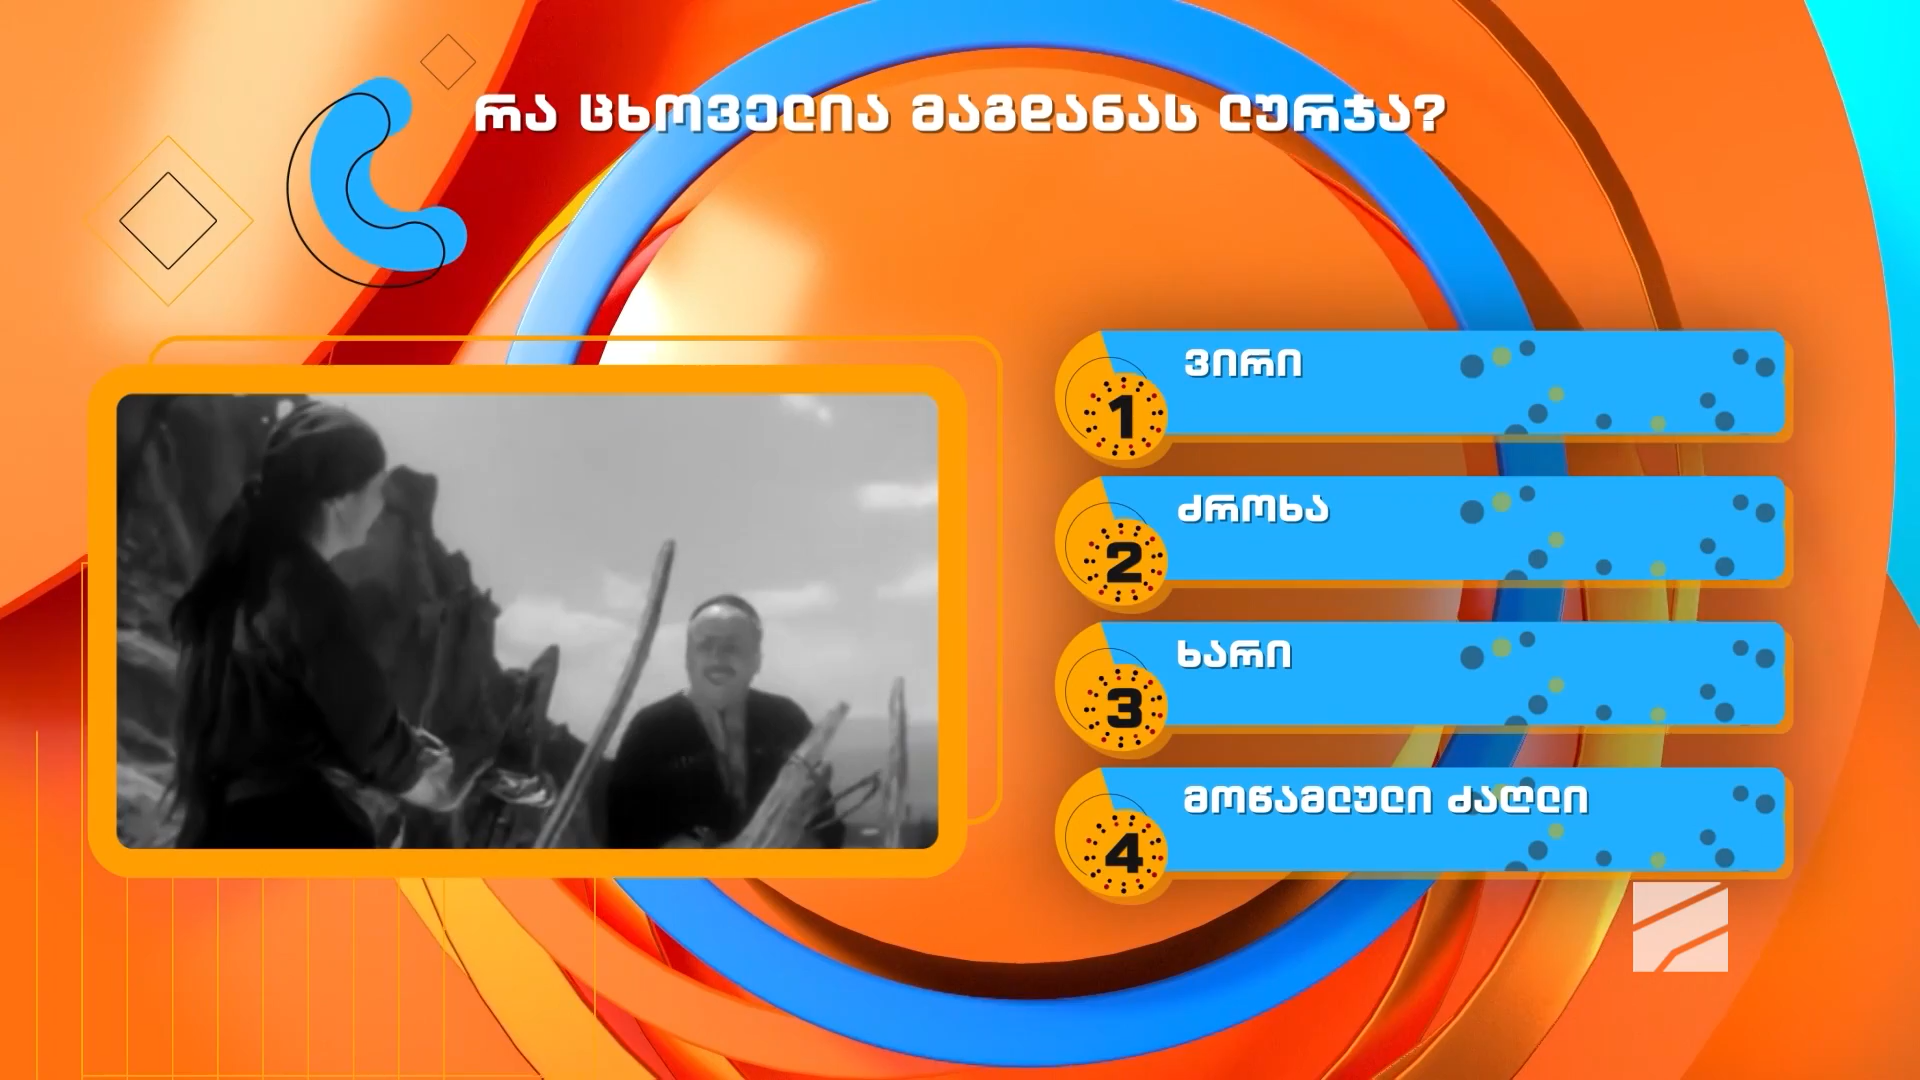 რა ცხოველია მაგდანას ლურჯა?
1 ვირი
2 ძროხა
3 ხარი
4 მოწამლული ძაღლი